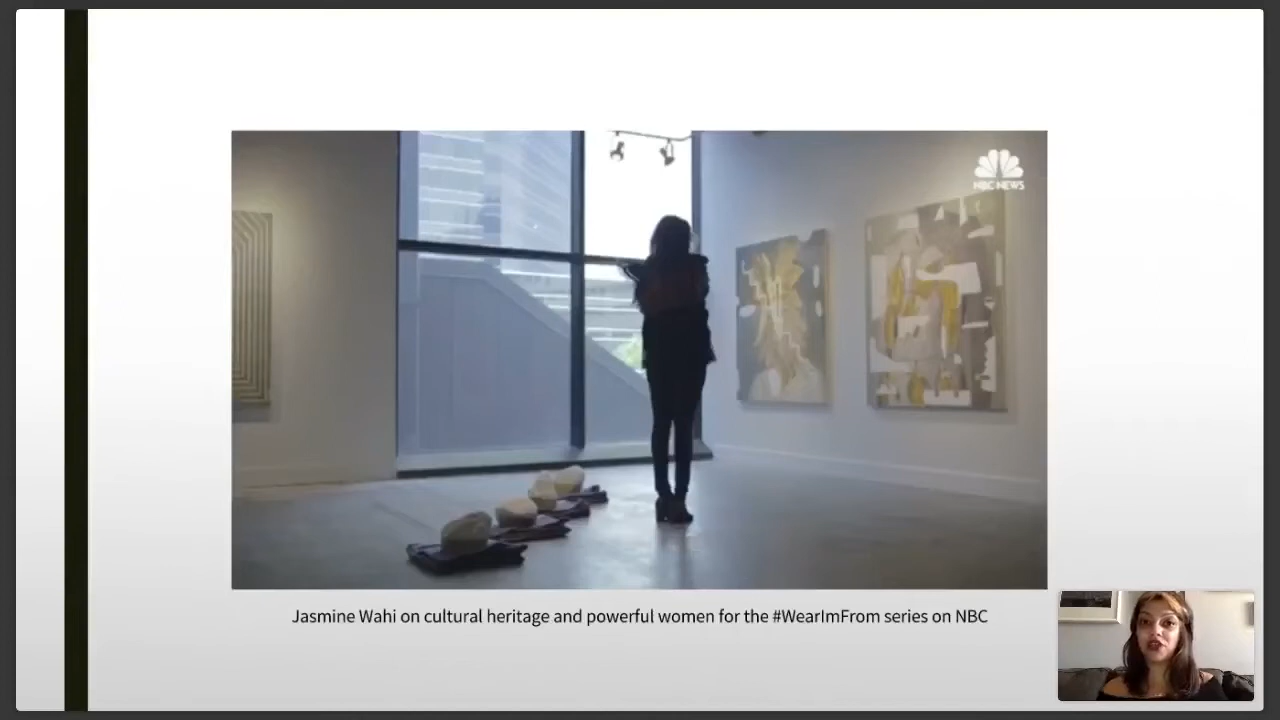 NBC NEWS
Jasmine Wahi on cultural heritage and powerful women for the #WearImFrom series on NBC